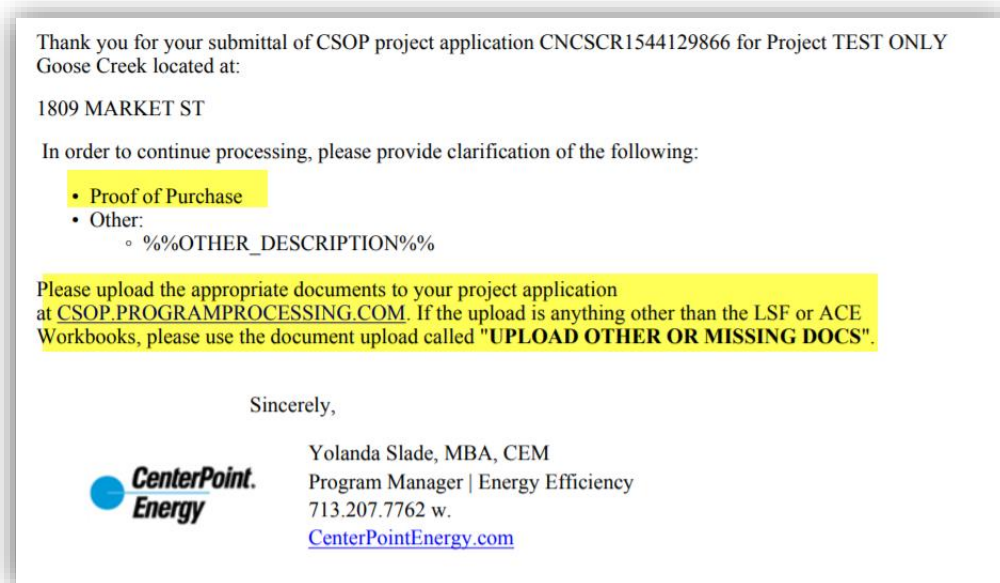 Thank you for your submittal of CSOP project application CNCSCR1544129866 for Project TEST ONLY
Goose Creek located at:
1809 MARKET ST
In order to continue processing, please provide clarification of the following:
• Proof of Purchase
• Other:
◦ %%OTHER_DESCRIPTION%%
Please upload the appropriate documents to your project application
at CSOP.PROGRAMPROCESSING.COM. If the upload is anything other than the LSF or ACE
Workbooks, please use the document upload called "UPLOAD OTHER OR MISSING DOCS".
Sincerely,
CenterPoint.
Energy
Yolanda Slade, MBA, CEM
Program Manager | Energy Efficiency
713.207.7762 w.
CenterPointEnergy.com